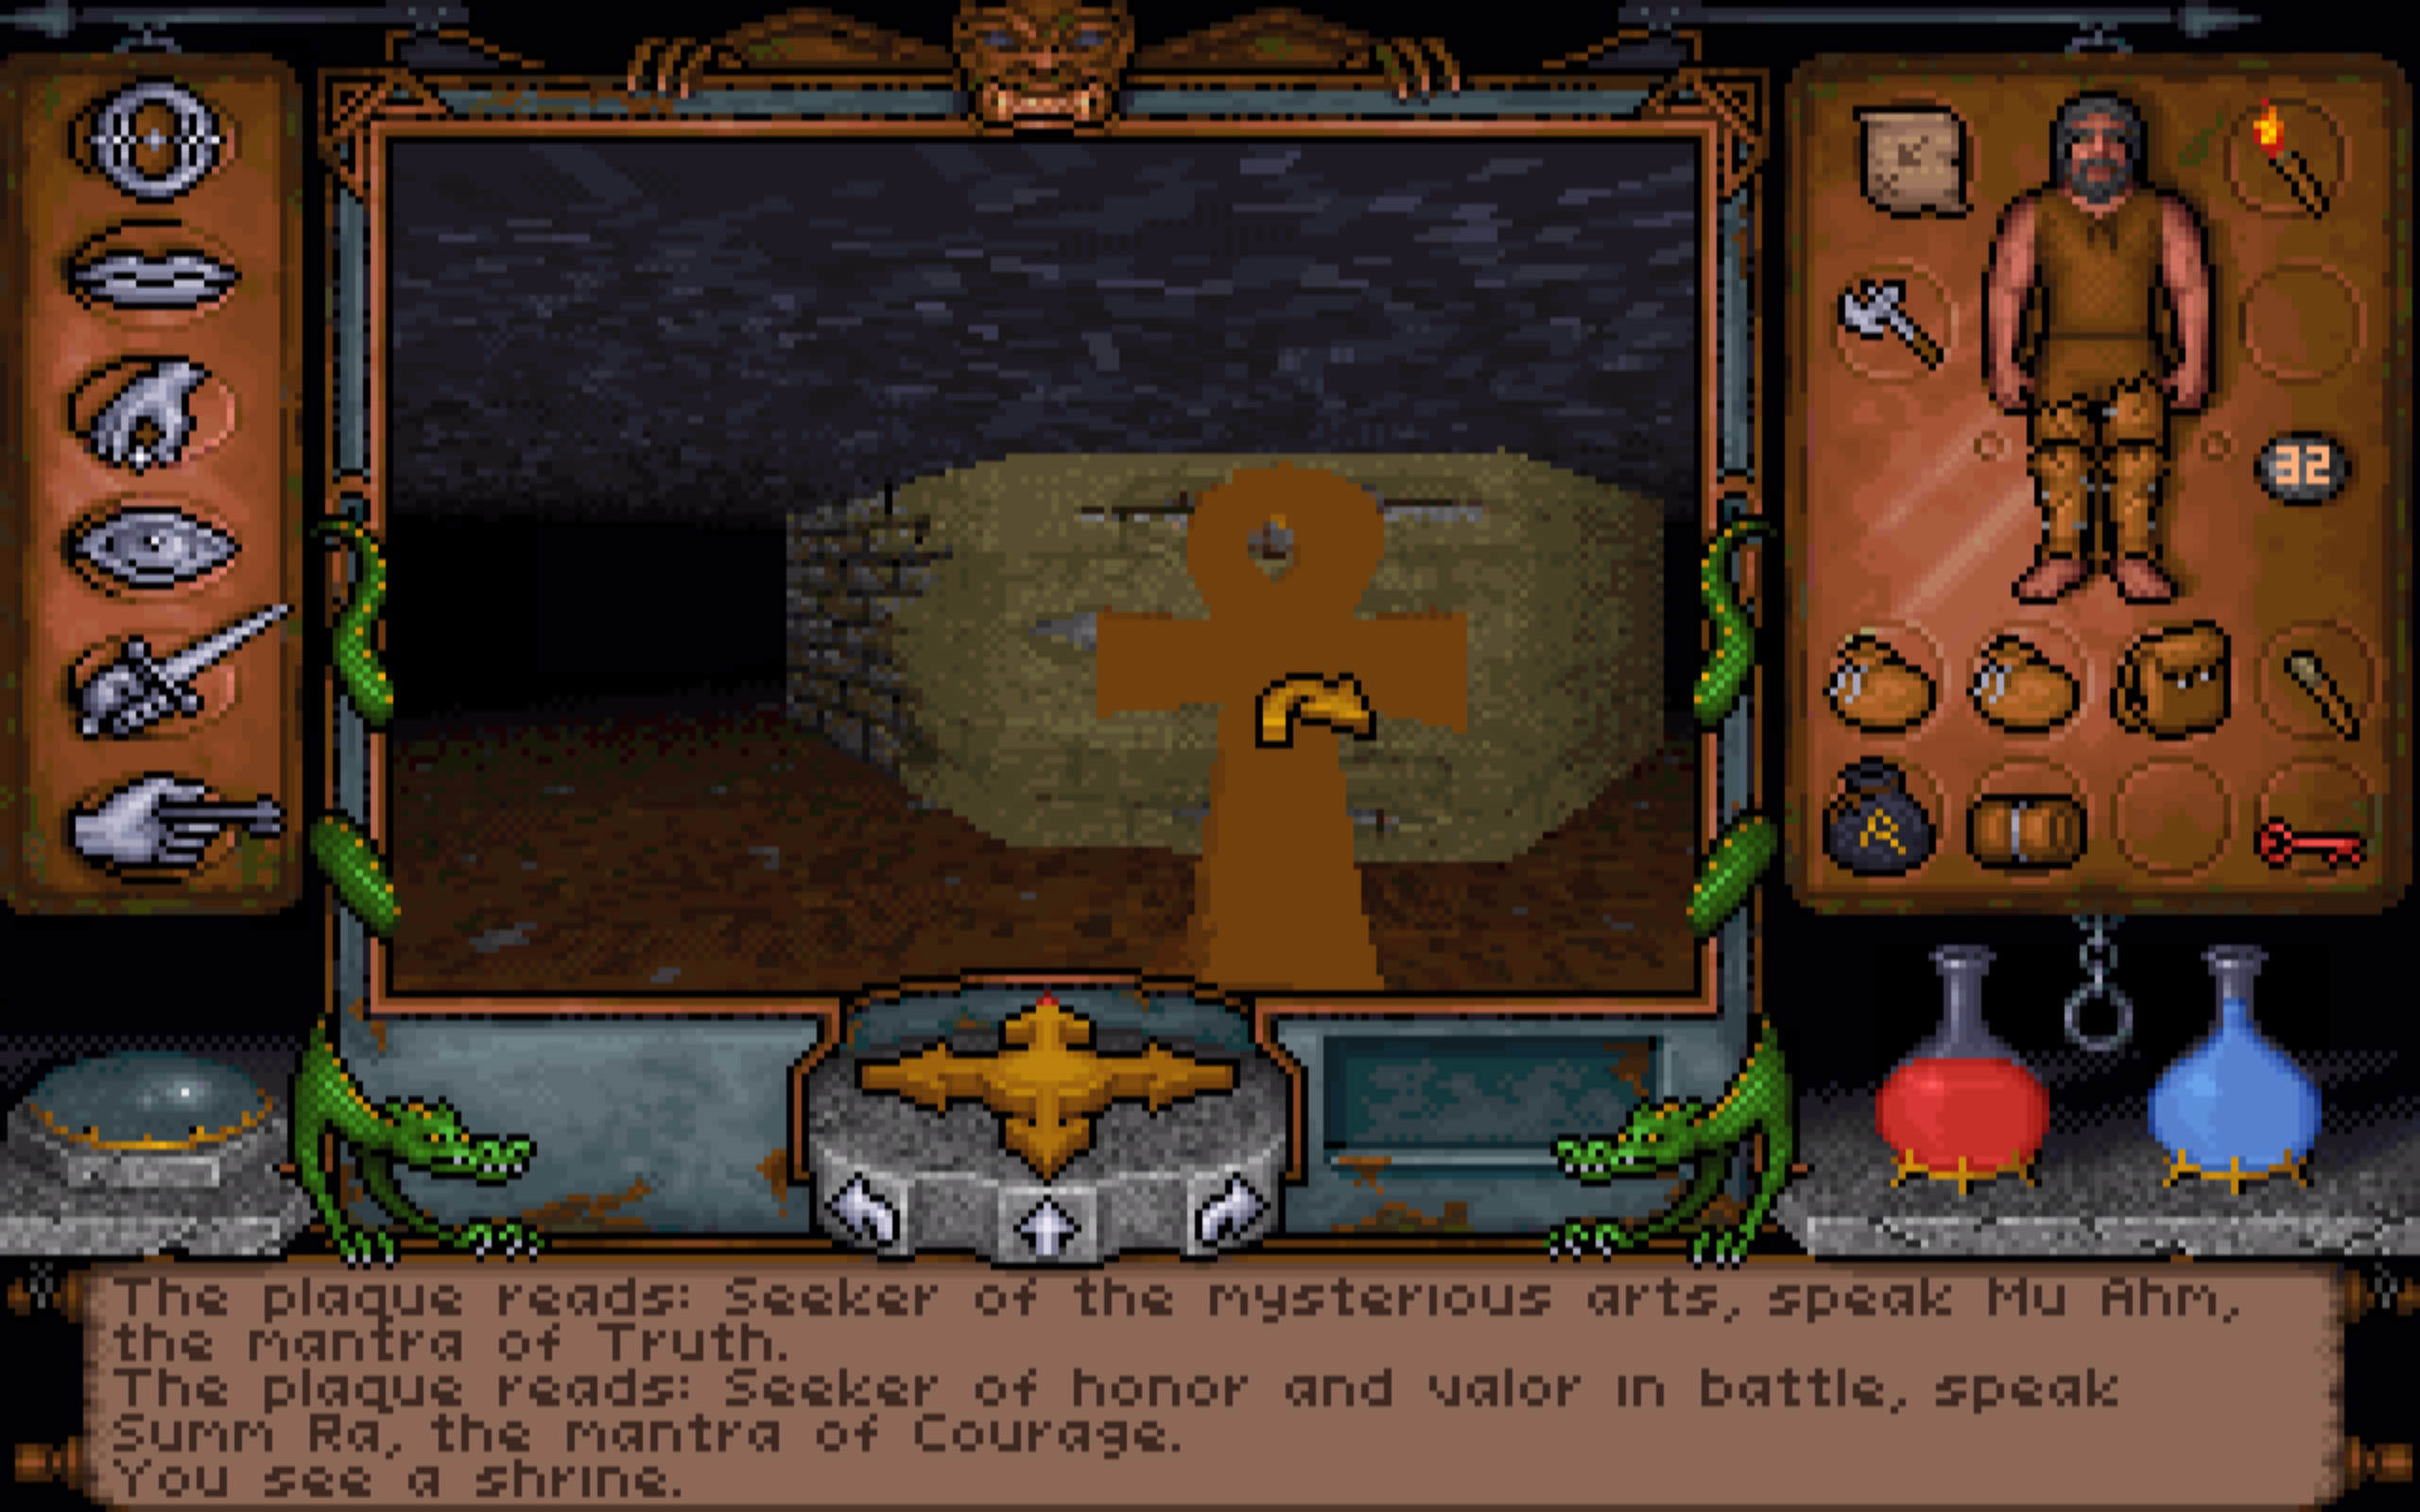 32
The plaque reads: Seeker of the mysterious arts, speak Mu Ahm,
the mantra of Truth.
The plaque reads: Seeker of honor and valor in battle, speak
Summ Ra, the mantra of Courage.
You see a shrine.